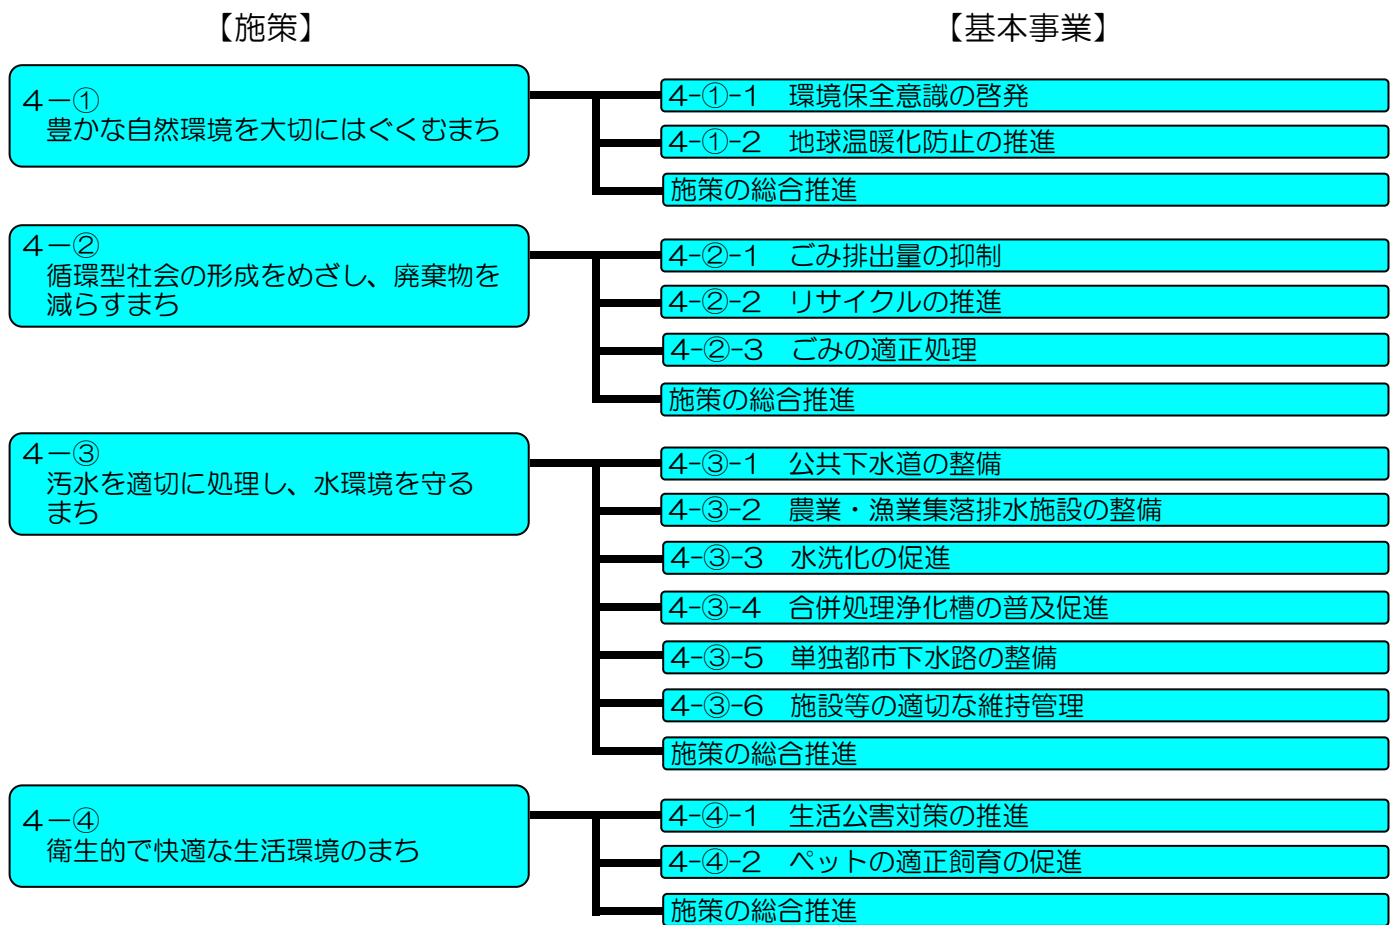 【施策】
【基本事業】
4－①
豊かな自然環境を大切にはぐくむまち
4-①-1　環境保全意識の啓発
4-①-2　地球温暖化防止の推進
施策の総合推進
4－②
循環型社会の形成をめざし、廃棄物を
減らすまち
4-②-1　ごみ排出量の抑制
4-②-2　リサイクルの推進
4-②-3　ごみの適正処理
施策の総合推進
4－③
汚水を適切に処理し、水環境を守る
まち
4-③-1　公共下水道の整備
4-③-2　農業・漁業集落排水施設の整備
4-③-3　水洗化の促進
4-③-4　合併処理浄化槽の普及促進
4-③-5　単独都市下水路の整備
4-③-6　施設等の適切な維持管理
施策の総合推進
4－④
衛生的で快適な生活環境のまち
4-④-1　生活公害対策の推進
4-④-2　ペットの適正飼育の促進
施策の総合推進